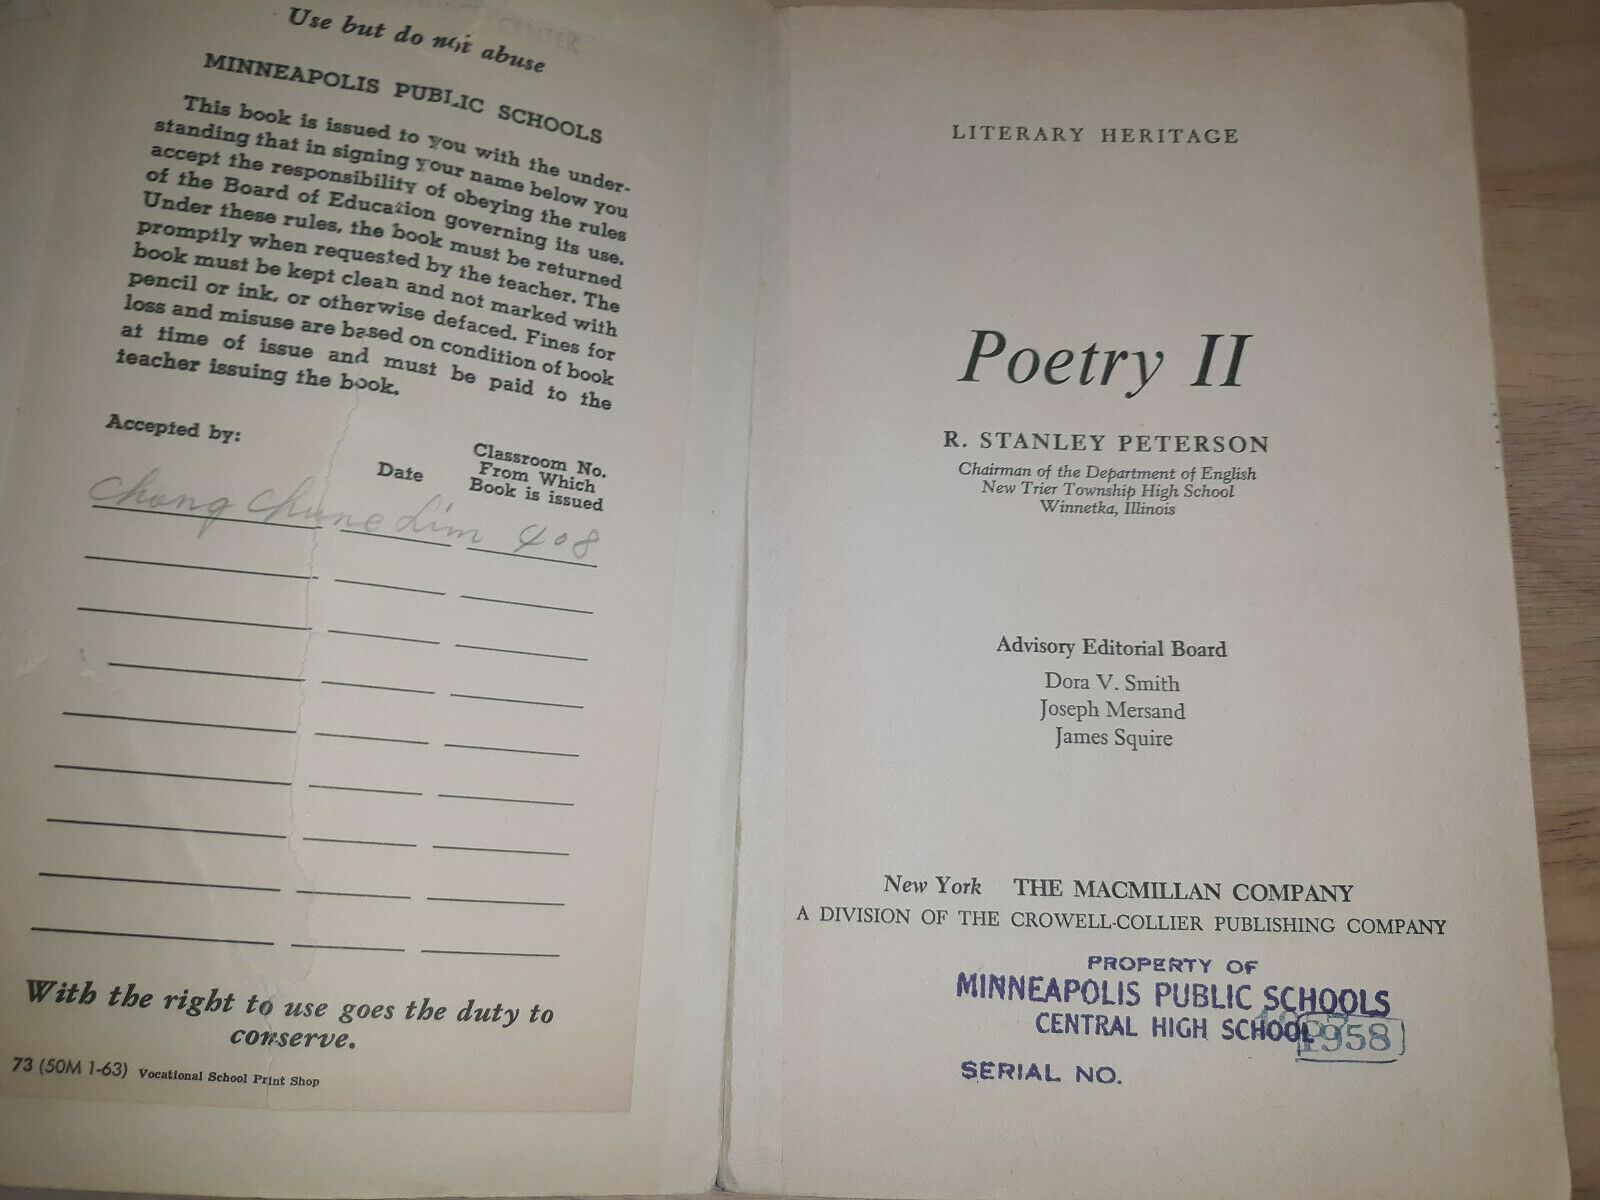 Use but do not abuse
MINNEAPOLIS PUBLIC SCHOOLS
This book is issued to you with the under-
standing that in signing your name below you
accept the responsibility of obeying the rules
of the Board of Education governing its use.
Under these rules, the book must be returned
promptly when requested by the teacher. The
book must be kept clean and not marked with
pencil or ink, or otherwise defaced. Fines for
loss and misuse are based on condition of book
at time of issue and must be paid to the
teacher issuing the book.
Accepted by:
Date
Classroom No.
From Which
Book is issued
Chong Chune Lim 408
With the right to use goes the duty to
conserve.
73 (50M 1-63) Vocational School Print Shop
LITERARY HERITAGE
Poetry II
R. STANLEY PETERSON
Chairman of the Department of English
New Trier Township High School
Winnetka, Illinois
Advisory Editorial Board
Dora V. Smith
Joseph Mersand
James Squire
New York THE MACMILLAN COMPANY
A DIVISION OF THE CROWELL-COLLIER PUBLISHING COMPANY
PROPERTY OF
MINNEAPOLIS PUBLIC SCHOOLS
CENTRAL HIGH SCHOOL
1958
SERIAL NO.